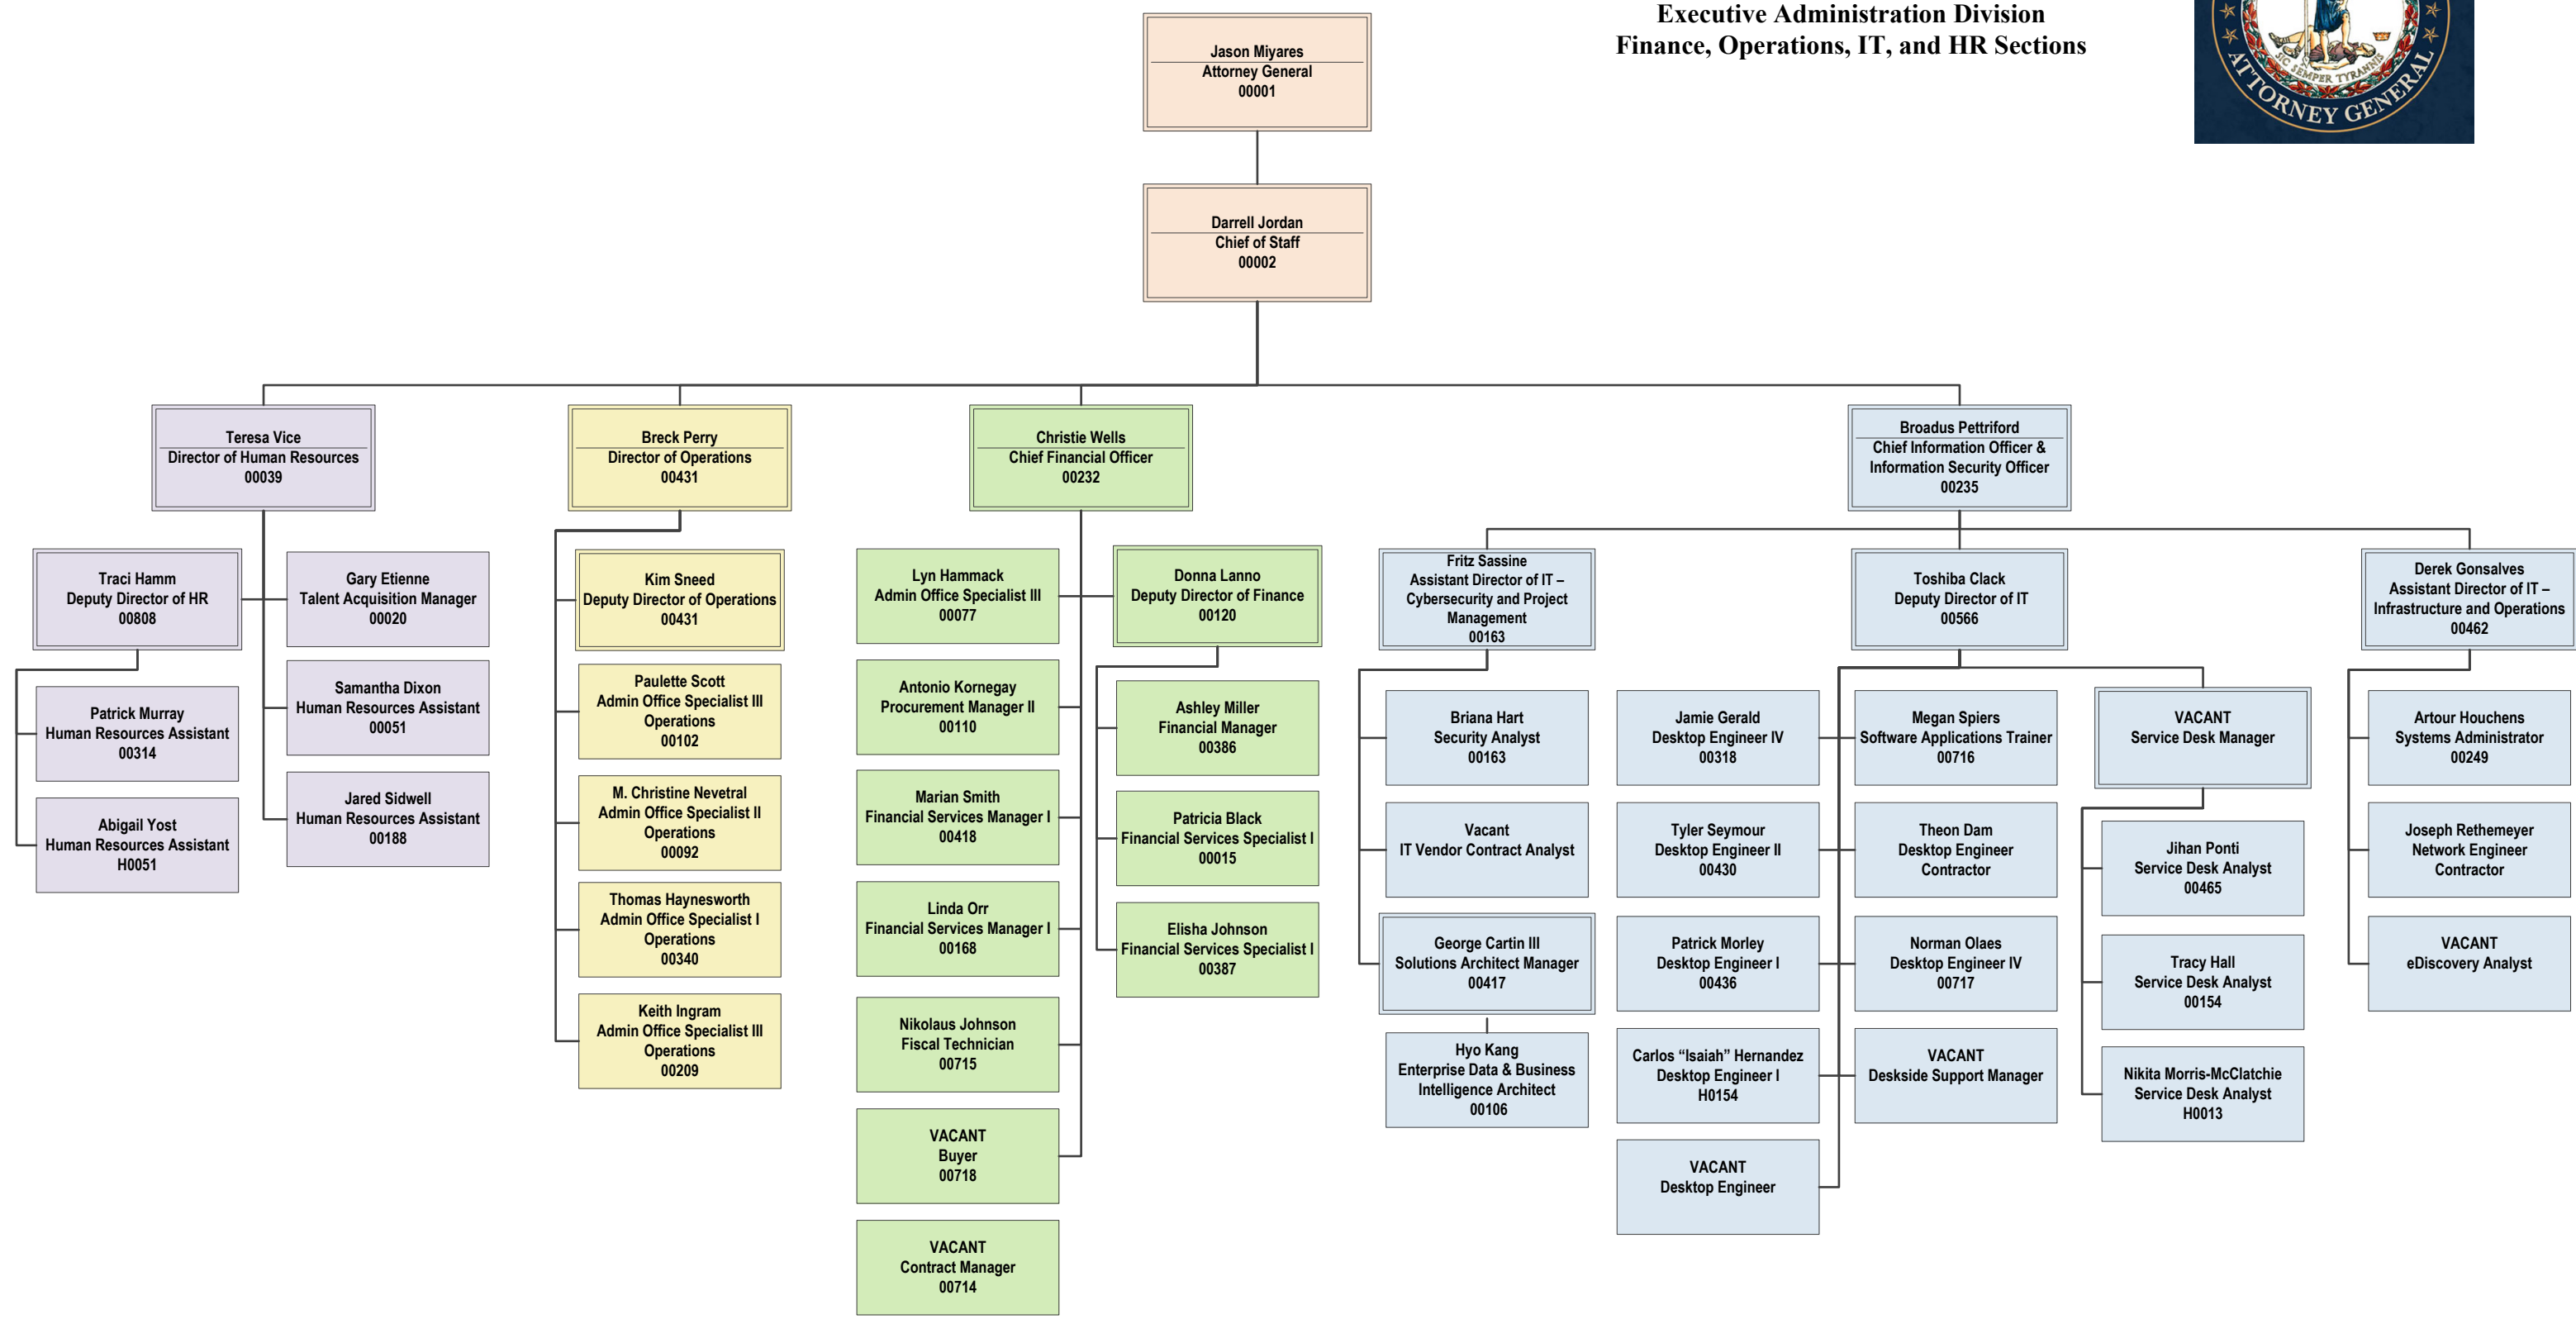 Executive Administration Division
Finance, Operations, IT, and HR Sections
SIC SEMPER TYRANNIS
ATTORNEY GENERAL
Jason Miyares
Attorney General
00001
Darrell Jordan
Chief of Staff
00002
Teresa Vice
Director of Human Resources
00039
Traci Hamm
Deputy Director of HR
00808
Patrick Murray
Human Resources Assistant
00314
Abigail Yost
Human Resources Assistant
H0051
Gary Etienne
Talent Acquisition Manager
00020
Samantha Dixon
Human Resources Assistant
00051
Jared Sidwell
Human Resources Assistant
00188
Breck Perry
Director of Operations
00431
Kim Sneed
Deputy Director of Operations
00431
Paulette Scott
Admin Office Specialist III
Operations
00102
M. Christine Nevetral
Admin Office Specialist II
Operations
00092
Thomas Haynesworth
Admin Office Specialist I
Operations
00340
Keith Ingram
Admin Office Specialist III
Operations
00209
Christie Wells
Chief Financial Officer
00232
Lyn Hammack
Admin Office Specialist III
00077
Antonio Kornegay
Procurement Manager II
00110
Marian Smith
Financial Services Manager I
00418
Linda Orr
Financial Services Manager I
00168
Nikolaus Johnson
Fiscal Technician
00715
VACANT
Buyer
00718
VACANT
Contract Manager
00714
Donna Lanno
Deputy Director of Finance
00120
Ashley Miller
Financial Manager
00386
Patricia Black
Financial Services Specialist I
00015
Elisha Johnson
Financial Services Specialist I
00387
Broadus Pettriford
Chief Information Officer &
Information Security Officer
00235
Fritz Sassine
Assistant Director of IT –
Cybersecurity and Project
Management
00163
Briana Hart
Security Analyst
00163
Vacant
IT Vendor Contract Analyst
George Cartin III
Solutions Architect Manager
00417
Hyo Kang
Enterprise Data & Business
Intelligence Architect
00106
Toshiba Clack
Deputy Director of IT
00566
Jamie Gerald
Desktop Engineer IV
00318
Tyler Seymour
Desktop Engineer II
00430
Patrick Morley
Desktop Engineer I
00436
Carlos “Isaiah” Hernandez
Desktop Engineer I
H0154
VACANT
Desktop Engineer
Megan Spiers
Software Applications Trainer
00716
Theon Dam
Desktop Engineer
Contractor
Norman Olaes
Desktop Engineer IV
00717
VACANT
Deskside Support Manager
VACANT
Service Desk Manager
Jihan Ponti
Service Desk Analyst
00465
Tracy Hall
Service Desk Analyst
00154
Nikita Morris-McClatchie
Service Desk Analyst
H0013
Derek Gonsalves
Assistant Director of IT –
Infrastructure and Operations
00462
Artour Houchens
Systems Administrator
00249
Joseph Rethemeyer
Network Engineer
Contractor
VACANT
eDiscovery Analyst